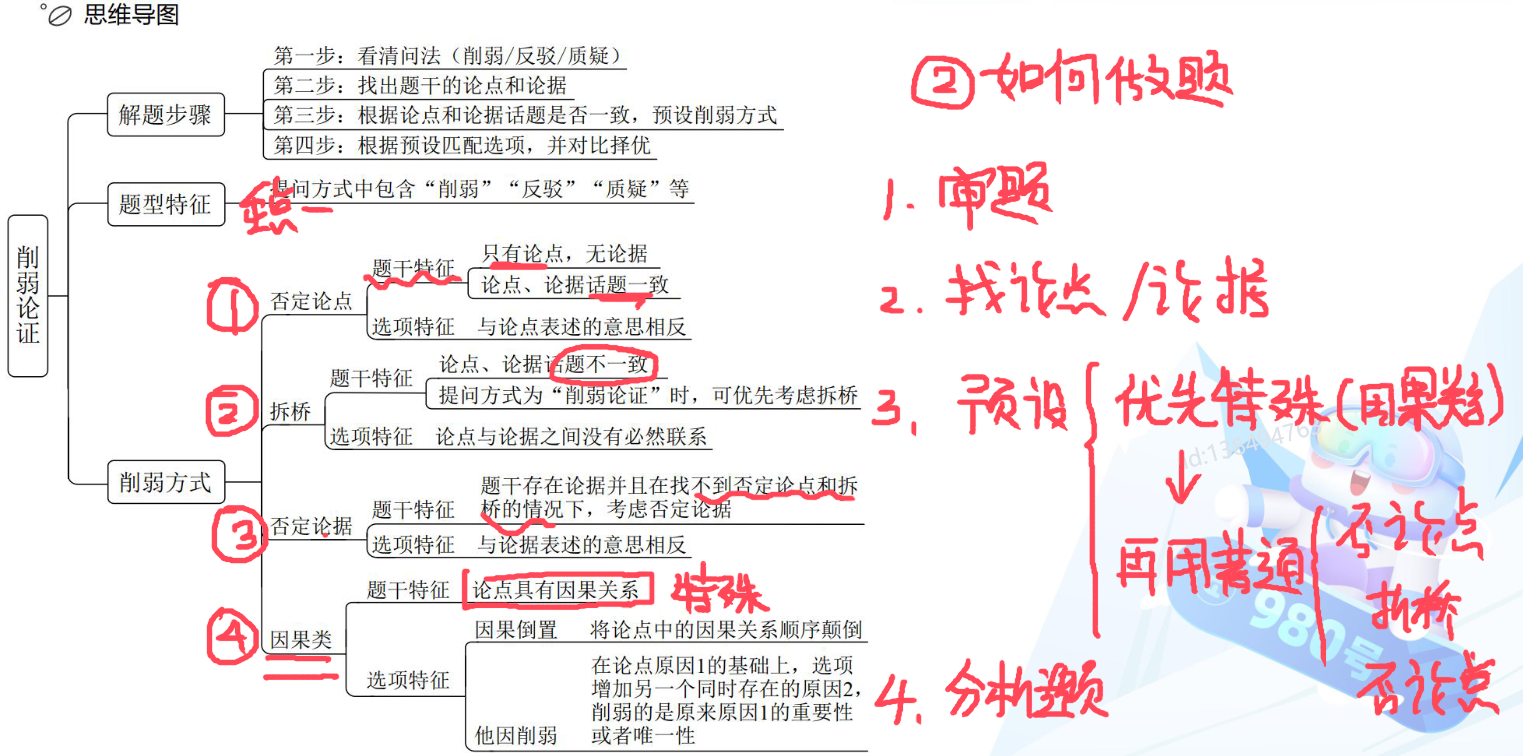 思维导图
削弱论证
解题步骤
第一步：看清问法（削弱/反驳/质疑）
第二步：找出题干的论点和论据
第三步：根据论点和论据话题是否一致，预设削弱方式
第四步：根据预设匹配选项，并对比择优
题型特征
提问方式中包含“削弱”“反驳”“质疑”等
削弱方式
①
否定论点
题干特征
只有论点，无论据
论点、论据话题一致
选项特征
与论点表述的意思相反
②
拆桥
题干特征
论点、论据话题不一致
提问方式为“削弱论证”时，可优先考虑拆桥
选项特征
论点与论据之间没有必然联系
③
否定论据
题干特征
题干存在论据并且在找不到否定论点和拆
桥的情况下，考虑否定论据
选项特征
与论据表述的意思相反
④
因果类
题干特征
论点具有因果关系
特殊
选项特征
因果倒置
将论点中的因果关系顺序颠倒
他因削弱
在论点原因1的基础上，选项
增加另一个同时存在的原因2，
削弱的是原来原因1的重要性
或者唯一性
② 如何做题
1. 审题
2. 找论点/论据
3. 预设
优先特殊（因果类）
↓
再用普通
否论点
拆桥
否论点
4. 分析选项
980号